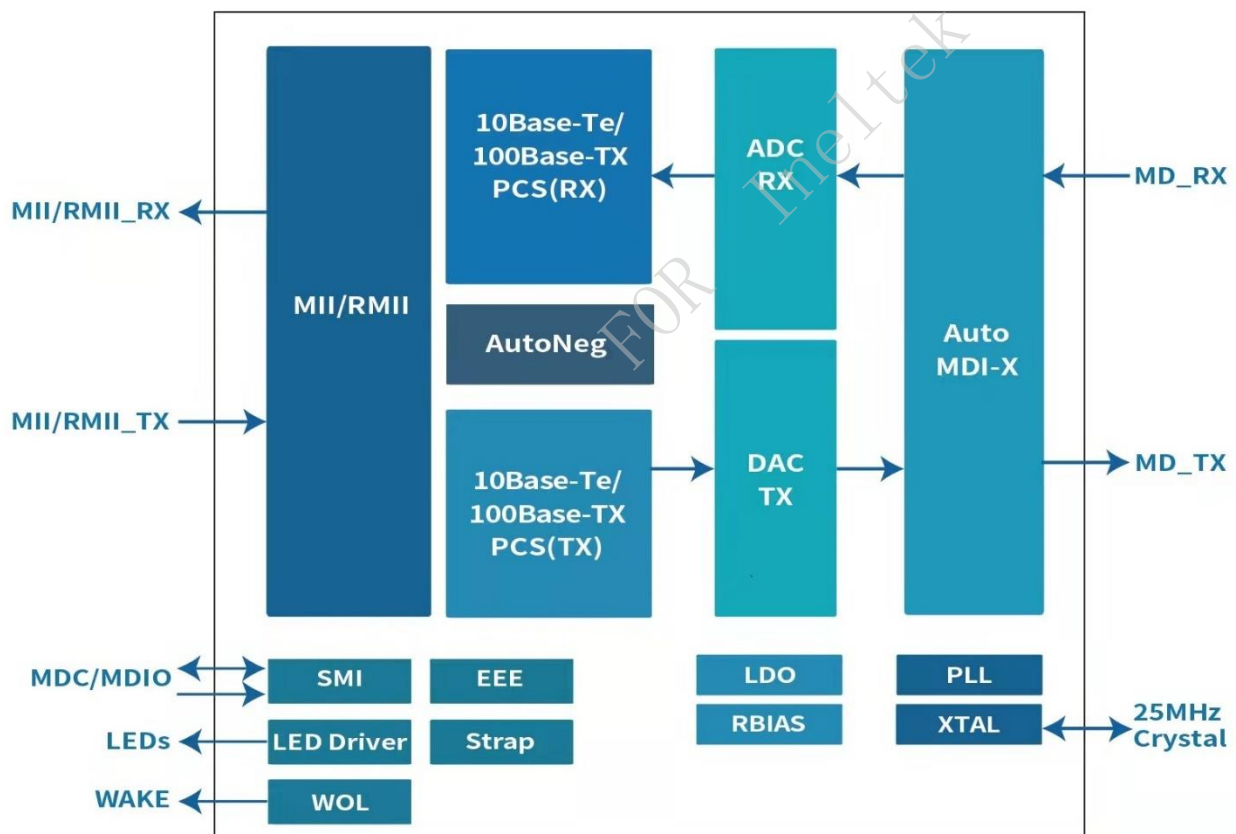 10Base-Te/
100Base-TX
PCS(RX)
ADC
RX
MD_RX
MII/RMII_RX
MII/RMII
AutoNeg
Auto
MDI-X
MII/RMII_TX
10Base-Te/
100Base-TX
PCS(TX)
DAC
TX
MD_TX
MDC/MDIO
SMI
EEE
LDO
PLL
LEDs
LED Driver
Strap
RBIAS
XTAL
25MHz
Crystal
WAKE
WOL
FOR Ineltek